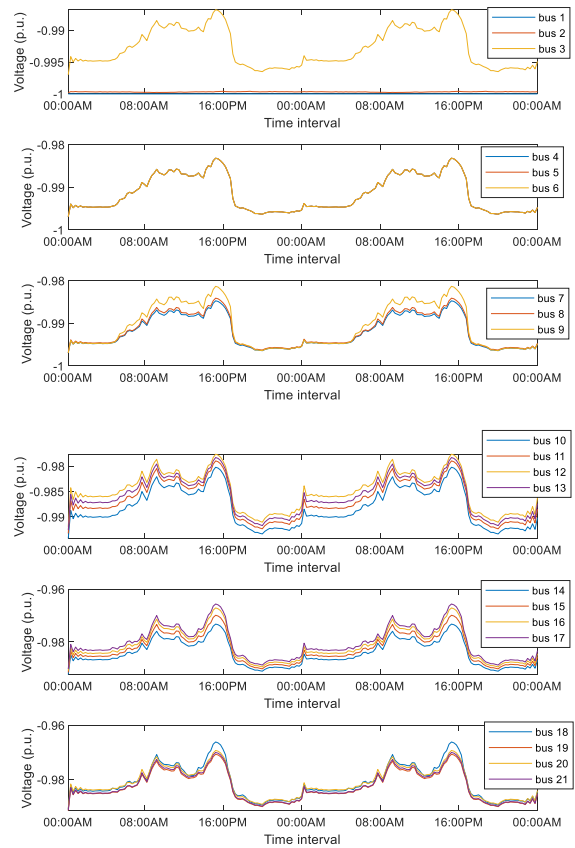 Voltage (p.u.)
-0.99
-0.995
-1
00:00AM 08:00AM 16:00PM 00:00AM 08:00AM 16:00PM 00:00AM
Time interval
bus 1
bus 2
bus 3
Voltage (p.u.)
-0.98
-0.99
-1
00:00AM 08:00AM 16:00PM 00:00AM 08:00AM 16:00PM 00:00AM
Time interval
bus 4
bus 5
bus 6
Voltage (p.u.)
-0.98
-0.99
-1
00:00AM 08:00AM 16:00PM 00:00AM 08:00AM 16:00PM 00:00AM
Time interval
bus 7
bus 8
bus 9
Voltage (p.u.)
-0.98
-0.985
-0.99
00:00AM 08:00AM 16:00PM 00:00AM 08:00AM 16:00PM 00:00AM
Time interval
bus 10
bus 11
bus 12
bus 13
Voltage (p.u.)
-0.96
-0.98
00:00AM 08:00AM 16:00PM 00:00AM 08:00AM 16:00PM 00:00AM
Time interval
bus 14
bus 15
bus 16
bus 17
Voltage (p.u.)
-0.96
-0.98
00:00AM 08:00AM 16:00PM 00:00AM 08:00AM 16:00PM 00:00AM
Time interval
bus 18
bus 19
bus 20
bus 21